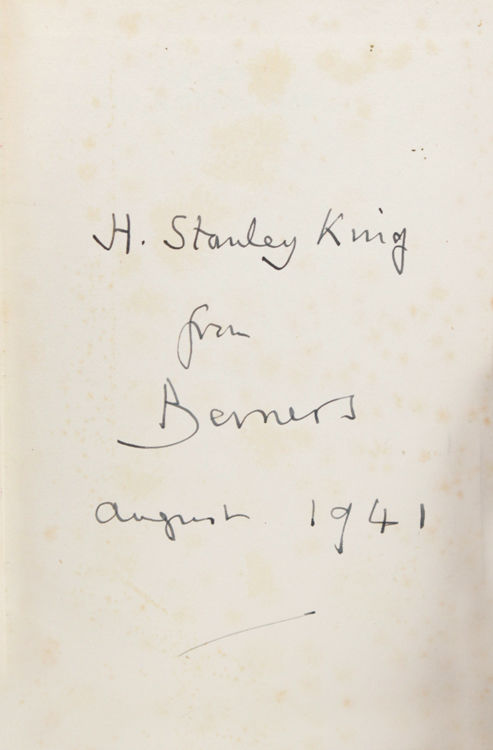 H. Stanley King
from
Berners
August 1941